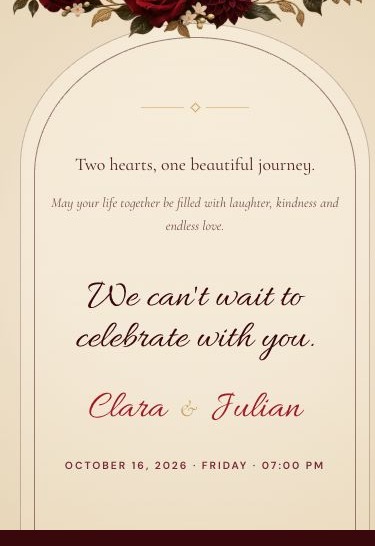 Two hearts, one beautiful journey.
May your life together be filled with laughter, kindness and
endless love.
We can't wait to
celebrate with you.
Clara & Julian
OCTOBER 16, 2026 · FRIDAY · 07:00 PM